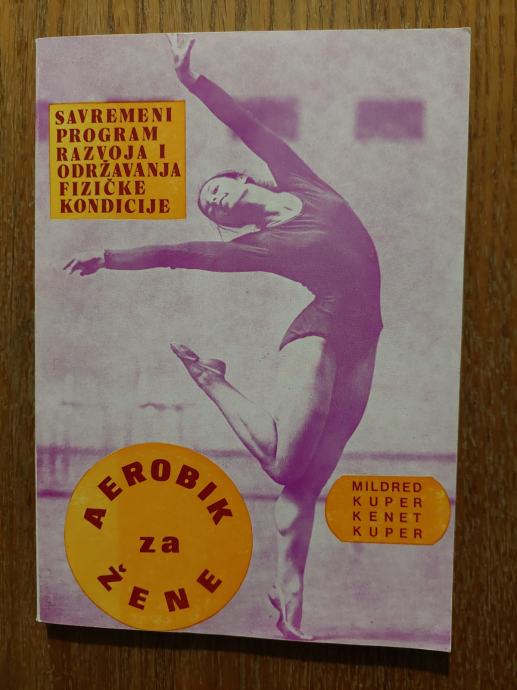 SAVREMENI
PROGRAM
RAZVOJA I
ODRŽAVANJA
FIZIČKE
KONDICIJE
AEROBIK
za
ŽENE
MILDRED
KUPER
KENET
KUPER